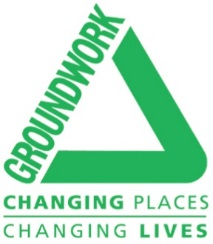 GROUNDWORK
CHANGING PLACES
CHANGING LIVES